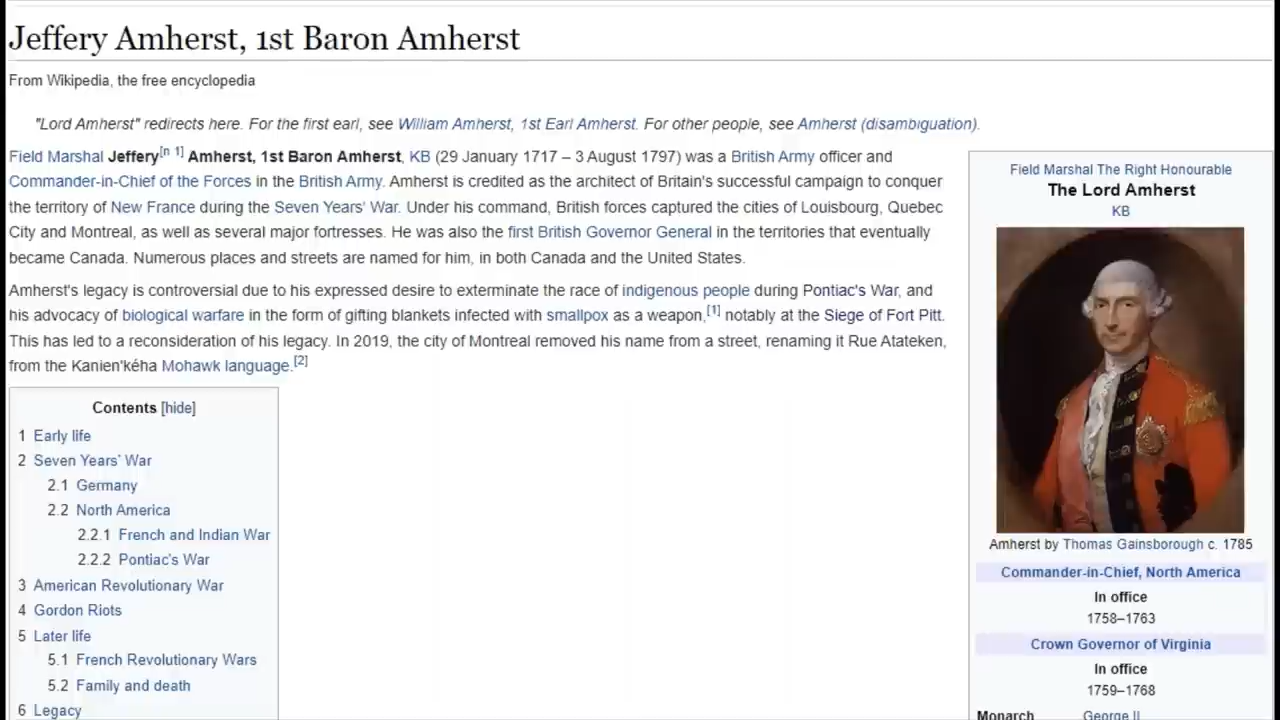 Jeffery Amherst, 1st Baron Amherst
From Wikipedia, the free encyclopedia
"Lord Amherst" redirects here. For the first earl, see William Amherst, 1st Earl Amherst. For other people, see Amherst (disambiguation).
Field Marshal Jeffery[n 1] Amherst, 1st Baron Amherst, KB (29 January 1717 – 3 August 1797) was a British Army officer and
Commander-in-Chief of the Forces in the British Army. Amherst is credited as the architect of Britain's successful campaign to conquer
the territory of New France during the Seven Years' War. Under his command, British forces captured the cities of Louisbourg, Quebec
City and Montreal, as well as several major fortresses. He was also the first British Governor General in the territories that eventually
became Canada. Numerous places and streets are named for him, in both Canada and the United States.
Amherst's legacy is controversial due to his expressed desire to exterminate the race of indigenous people during Pontiac's War, and
his advocacy of biological warfare in the form of gifting blankets infected with smallpox as a weapon,[1] notably at the Siege of Fort Pitt.
This has led to a reconsideration of his legacy. In 2019, the city of Montreal removed his name from a street, renaming it Rue Atateken,
from the Kanien'kéha Mohawk language.[2]
Contents [hide]
1 Early life
2 Seven Years' War
2.1 Germany
2.2 North America
2.2.1 French and Indian War
2.2.2 Pontiac's War
3 American Revolutionary War
4 Gordon Riots
5 Later life
5.1 French Revolutionary Wars
5.2 Family and death
6 Legacy
Field Marshal The Right Honourable
The Lord Amherst
KB
Amherst by Thomas Gainsborough c. 1785
Commander-in-Chief, North America
In office
1758–1763
Crown Governor of Virginia
In office
1759–1768
Monarch George II